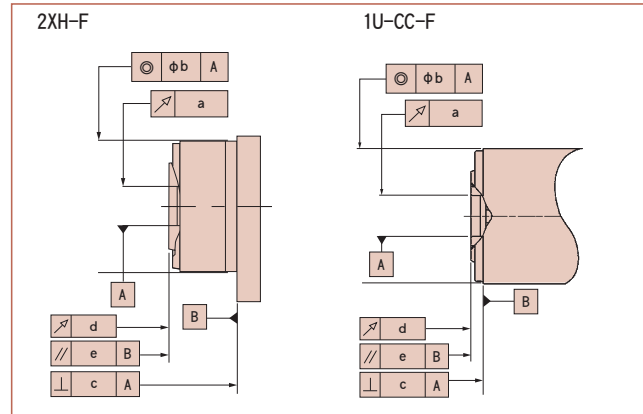 2XH-F
1U-CC-F
◎ φb A
↗ a
A
B
↗ d
// e B
⊥ c A
◎ φb A
↗ a
A
B
↗ d
// e B
⊥ c A